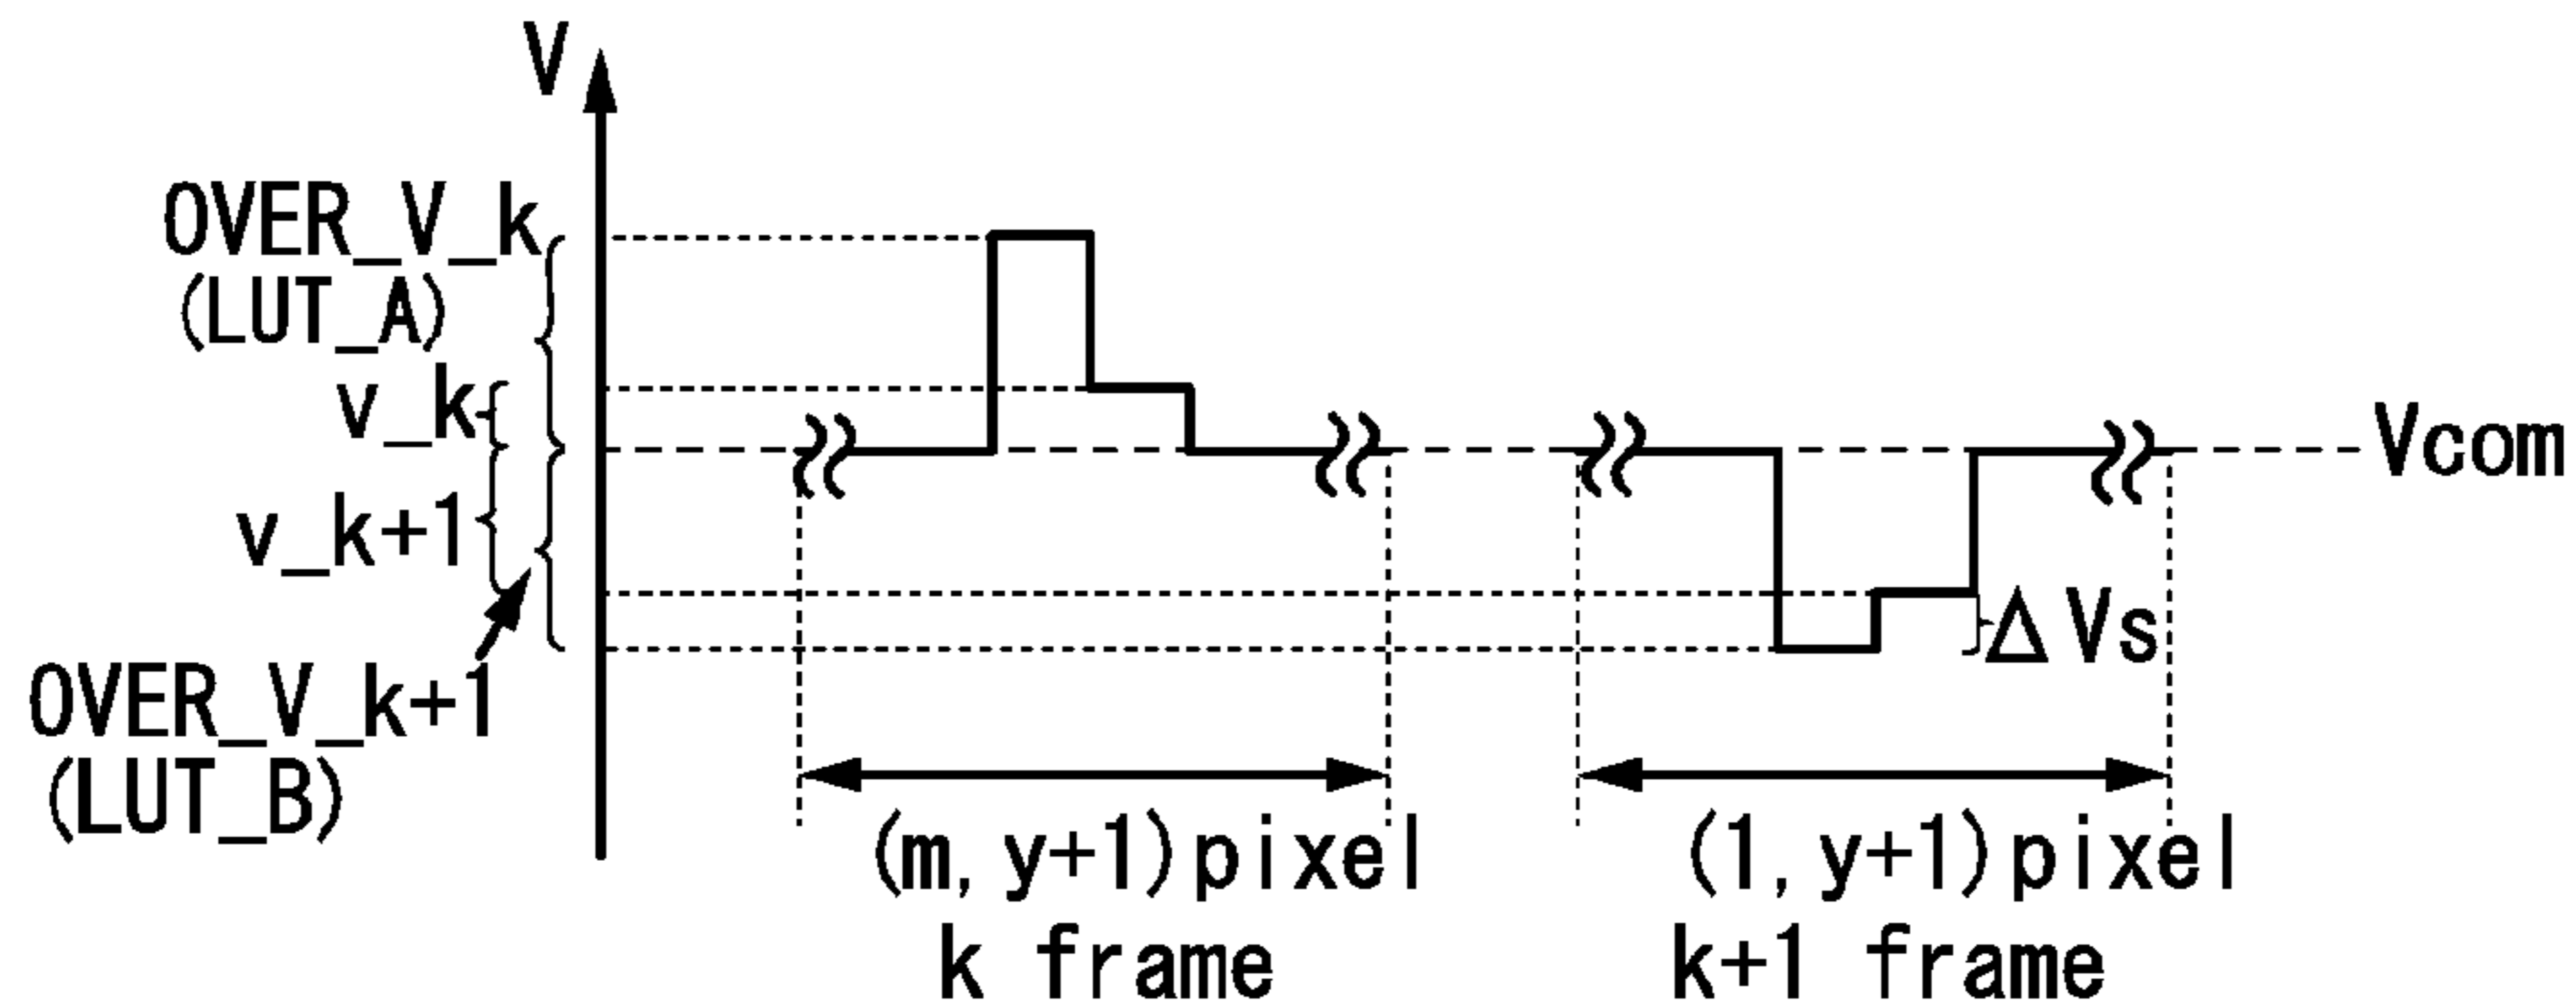 V
OVER_V_k
(LUT_A)
v_k
Vcom
v_k+1
ΔVs
OVER_V_k+1
(LUT_B)
(m, y+1) pixel
k frame
(1, y+1) pixel
k+1 frame